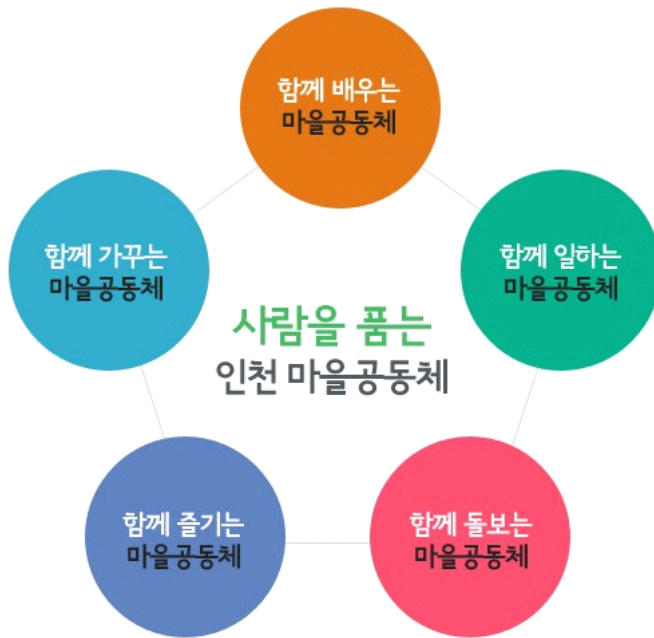 함께 배우는
마을공동체
함께 가꾸는
마을공동체
함께 일하는
마을공동체
사람을 품는
인천 마을공동체
함께 즐기는
마을공동체
함께 돌보는
마을공동체